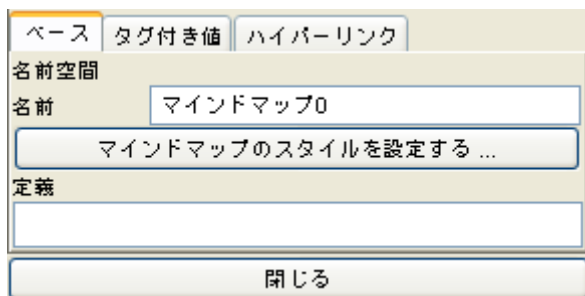 ベース タグ付き値 ハイパーリンク
名前空間
名前 マインドマップ0
マインドマップのスタイルを設定する ...
定義
閉じる